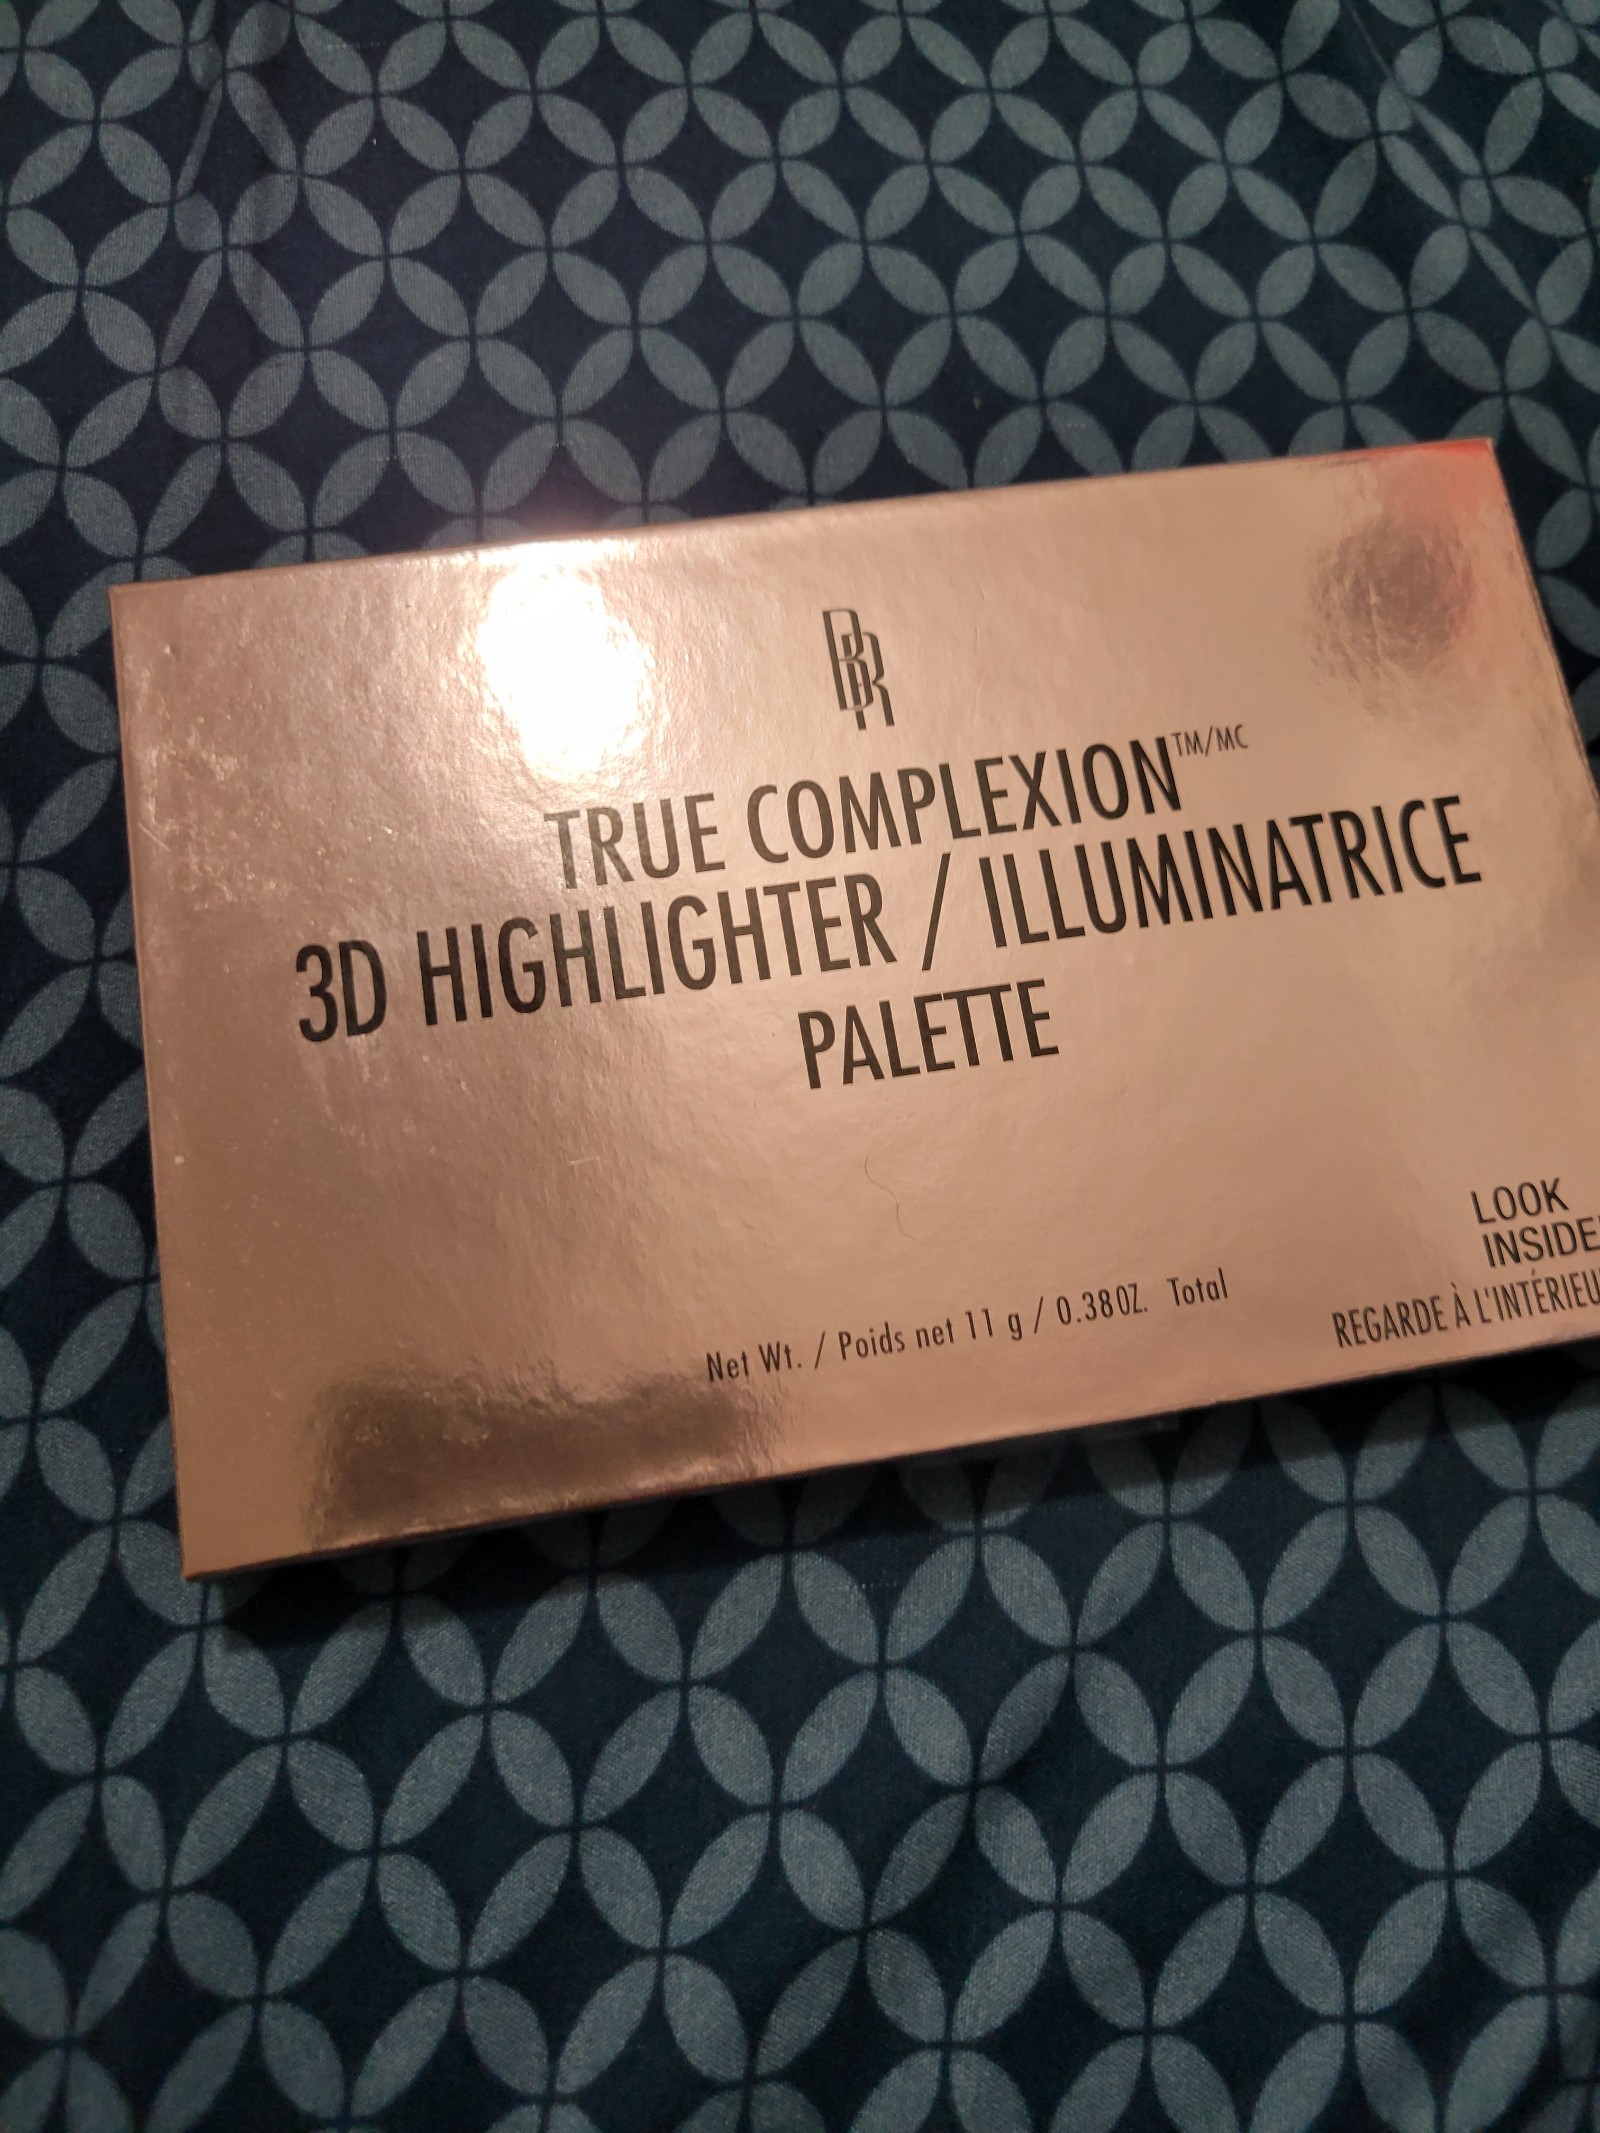 BR
TRUE COMPLEXION™/MC
3D HIGHLIGHTER / ILLUMINATRICE
PALETTE
LOOK
INSIDE
REGARDE À L'INTÉRIEU
Net Wt. / Poids net 11 g / 0.38OZ. Total